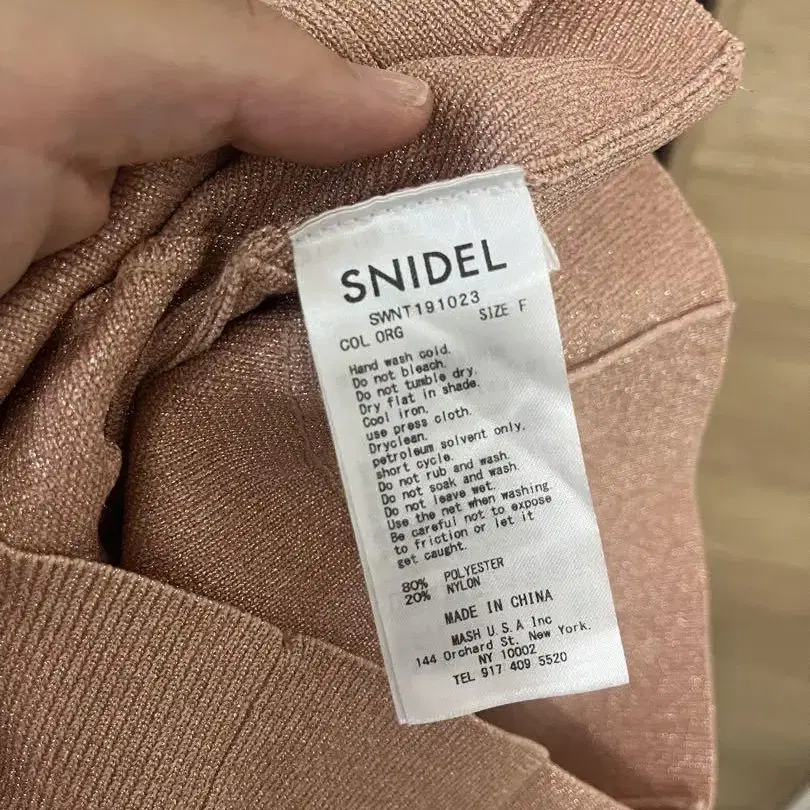 SNIDEL
SWNT191023
COL ORG SIZE F
Hand wash cold.
Do not bleach.
Do not tumble dry.
Dry flat in shade.
Cool iron.
use press cloth.
Dryclean.
petroleum solvent only.
short cycle.
Do not rub and wash.
Do not soak and wash.
Do not leave wet.
Use the net when washing.
Be careful not to expose
to friction or let it
get caught.
80% POLYESTER
20% NYLON
MADE IN CHINA
MASH U.S.A Inc
144 Orchard St. New York.
NY 10002
TEL 917 409 5520